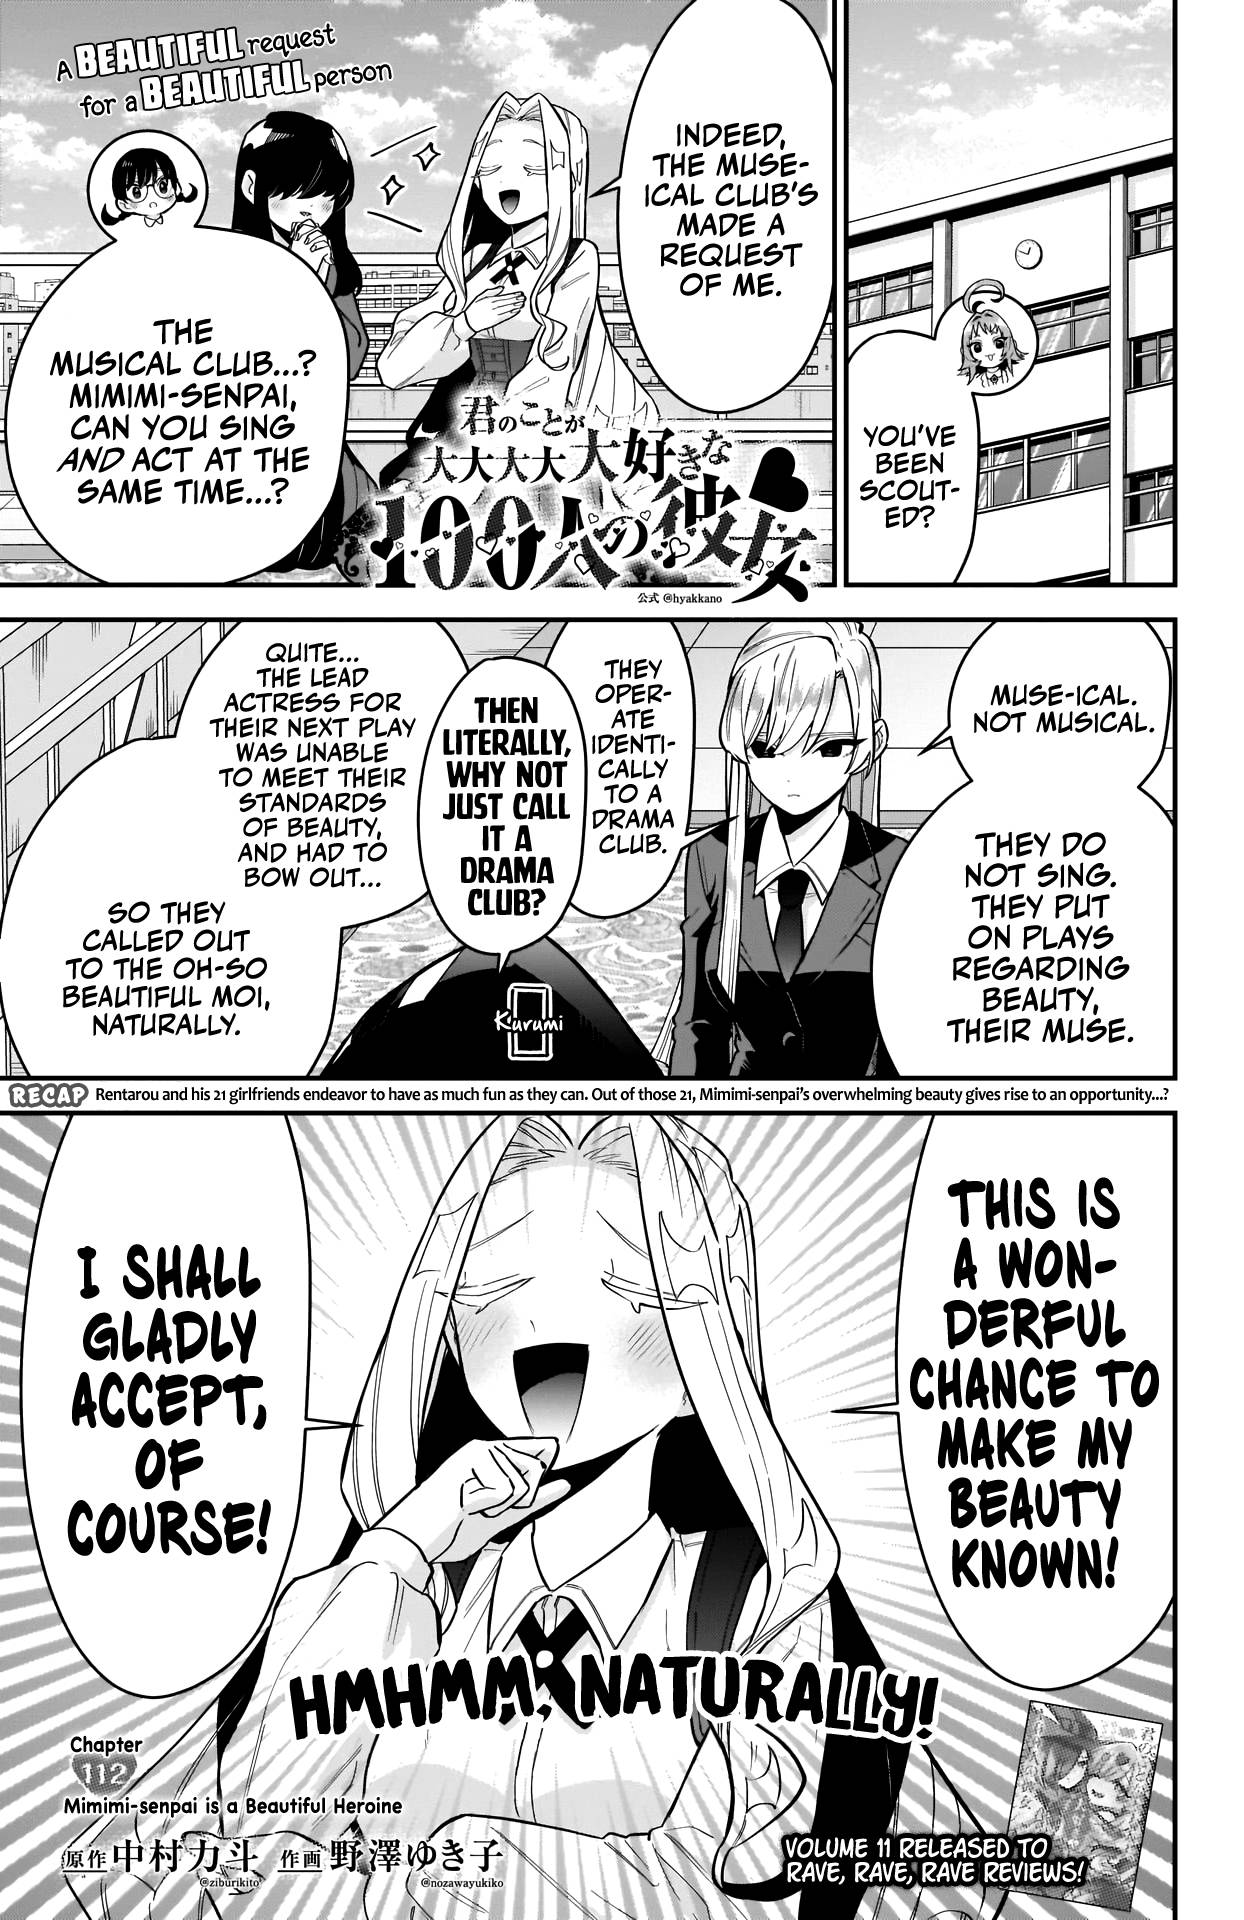 YOU'VE
BEEN
SCOUT-
ED?
A BEAUTIFUL request
for a BEAUTIFUL person
INDEED,
THE MUSE-
ICAL CLUB'S
MADE A
REQUEST
OF ME.
THE
MUSICAL CLUB...?
MIMIMI-SENPAI,
CAN YOU SING
AND ACT AT THE
SAME TIME...?
君のことが
大大大大大好きな
100人の彼女
公式 @hyakkano
MUSE-ICAL.
NOT MUSICAL.
THEY DO
NOT SING.
THEY PUT
ON PLAYS
REGARDING
BEAUTY,
THEIR MUSE.
THEY
OPER-
ATE
IDENTI-
CALLY
TO A
DRAMA
CLUB.
THEN
LITERALLY,
WHY NOT
JUST CALL
IT A
DRAMA
CLUB?
Kurumi
QUITE...
THE LEAD
ACTRESS FOR
THEIR NEXT PLAY
WAS UNABLE
TO MEET THEIR
STANDARDS
OF BEAUTY,
AND HAD TO
BOW OUT...
SO THEY
CALLED OUT
TO THE OH-SO
BEAUTIFUL MOI,
NATURALLY.
RECAP Rentarou and his 21 girlfriends endeavor to have as much fun as they can. Out of those 21, Mimimi-senpai's overwhelming beauty gives rise to an opportunity...?
THIS IS
A WON-
DERFUL
CHANCE TO
MAKE MY
BEAUTY
KNOWN!
I SHALL
GLADLY
ACCEPT,
OF
COURSE!
HMHMM, NATURALLY!
Chapter
112
Mimimi-senpai is a Beautiful Heroine
原作 中村力斗 作画 野澤ゆき子
@ziburikito @nozawayukiko
VOLUME 11 RELEASED TO
RAVE, RAVE, RAVE REVIEWS!